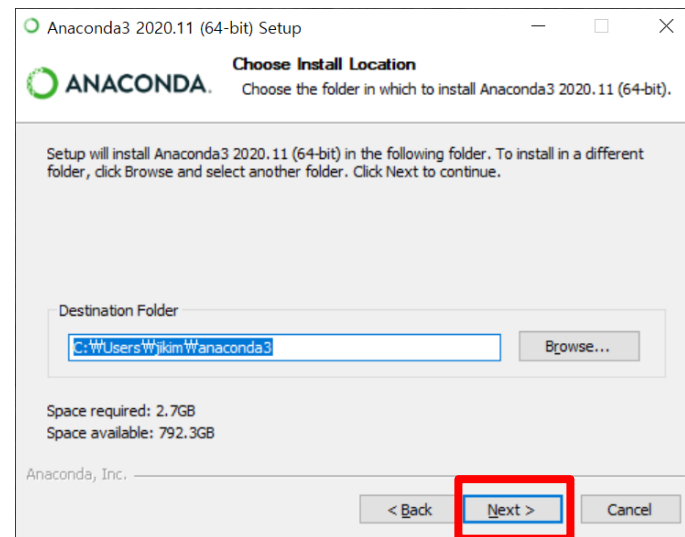 Anaconda3 2020.11 (64-bit) Setup
ANACONDA.
Choose Install Location
Choose the folder in which to install Anaconda3 2020.11 (64-bit).
Setup will install Anaconda3 2020.11 (64-bit) in the following folder. To install in a different
folder, click Browse and select another folder. Click Next to continue.
Destination Folder
C:₩Users₩jikim₩anaconda3
Browse...
Space required: 2.7GB
Space available: 792.3GB
Anaconda, Inc.
< Back
Next >
Cancel